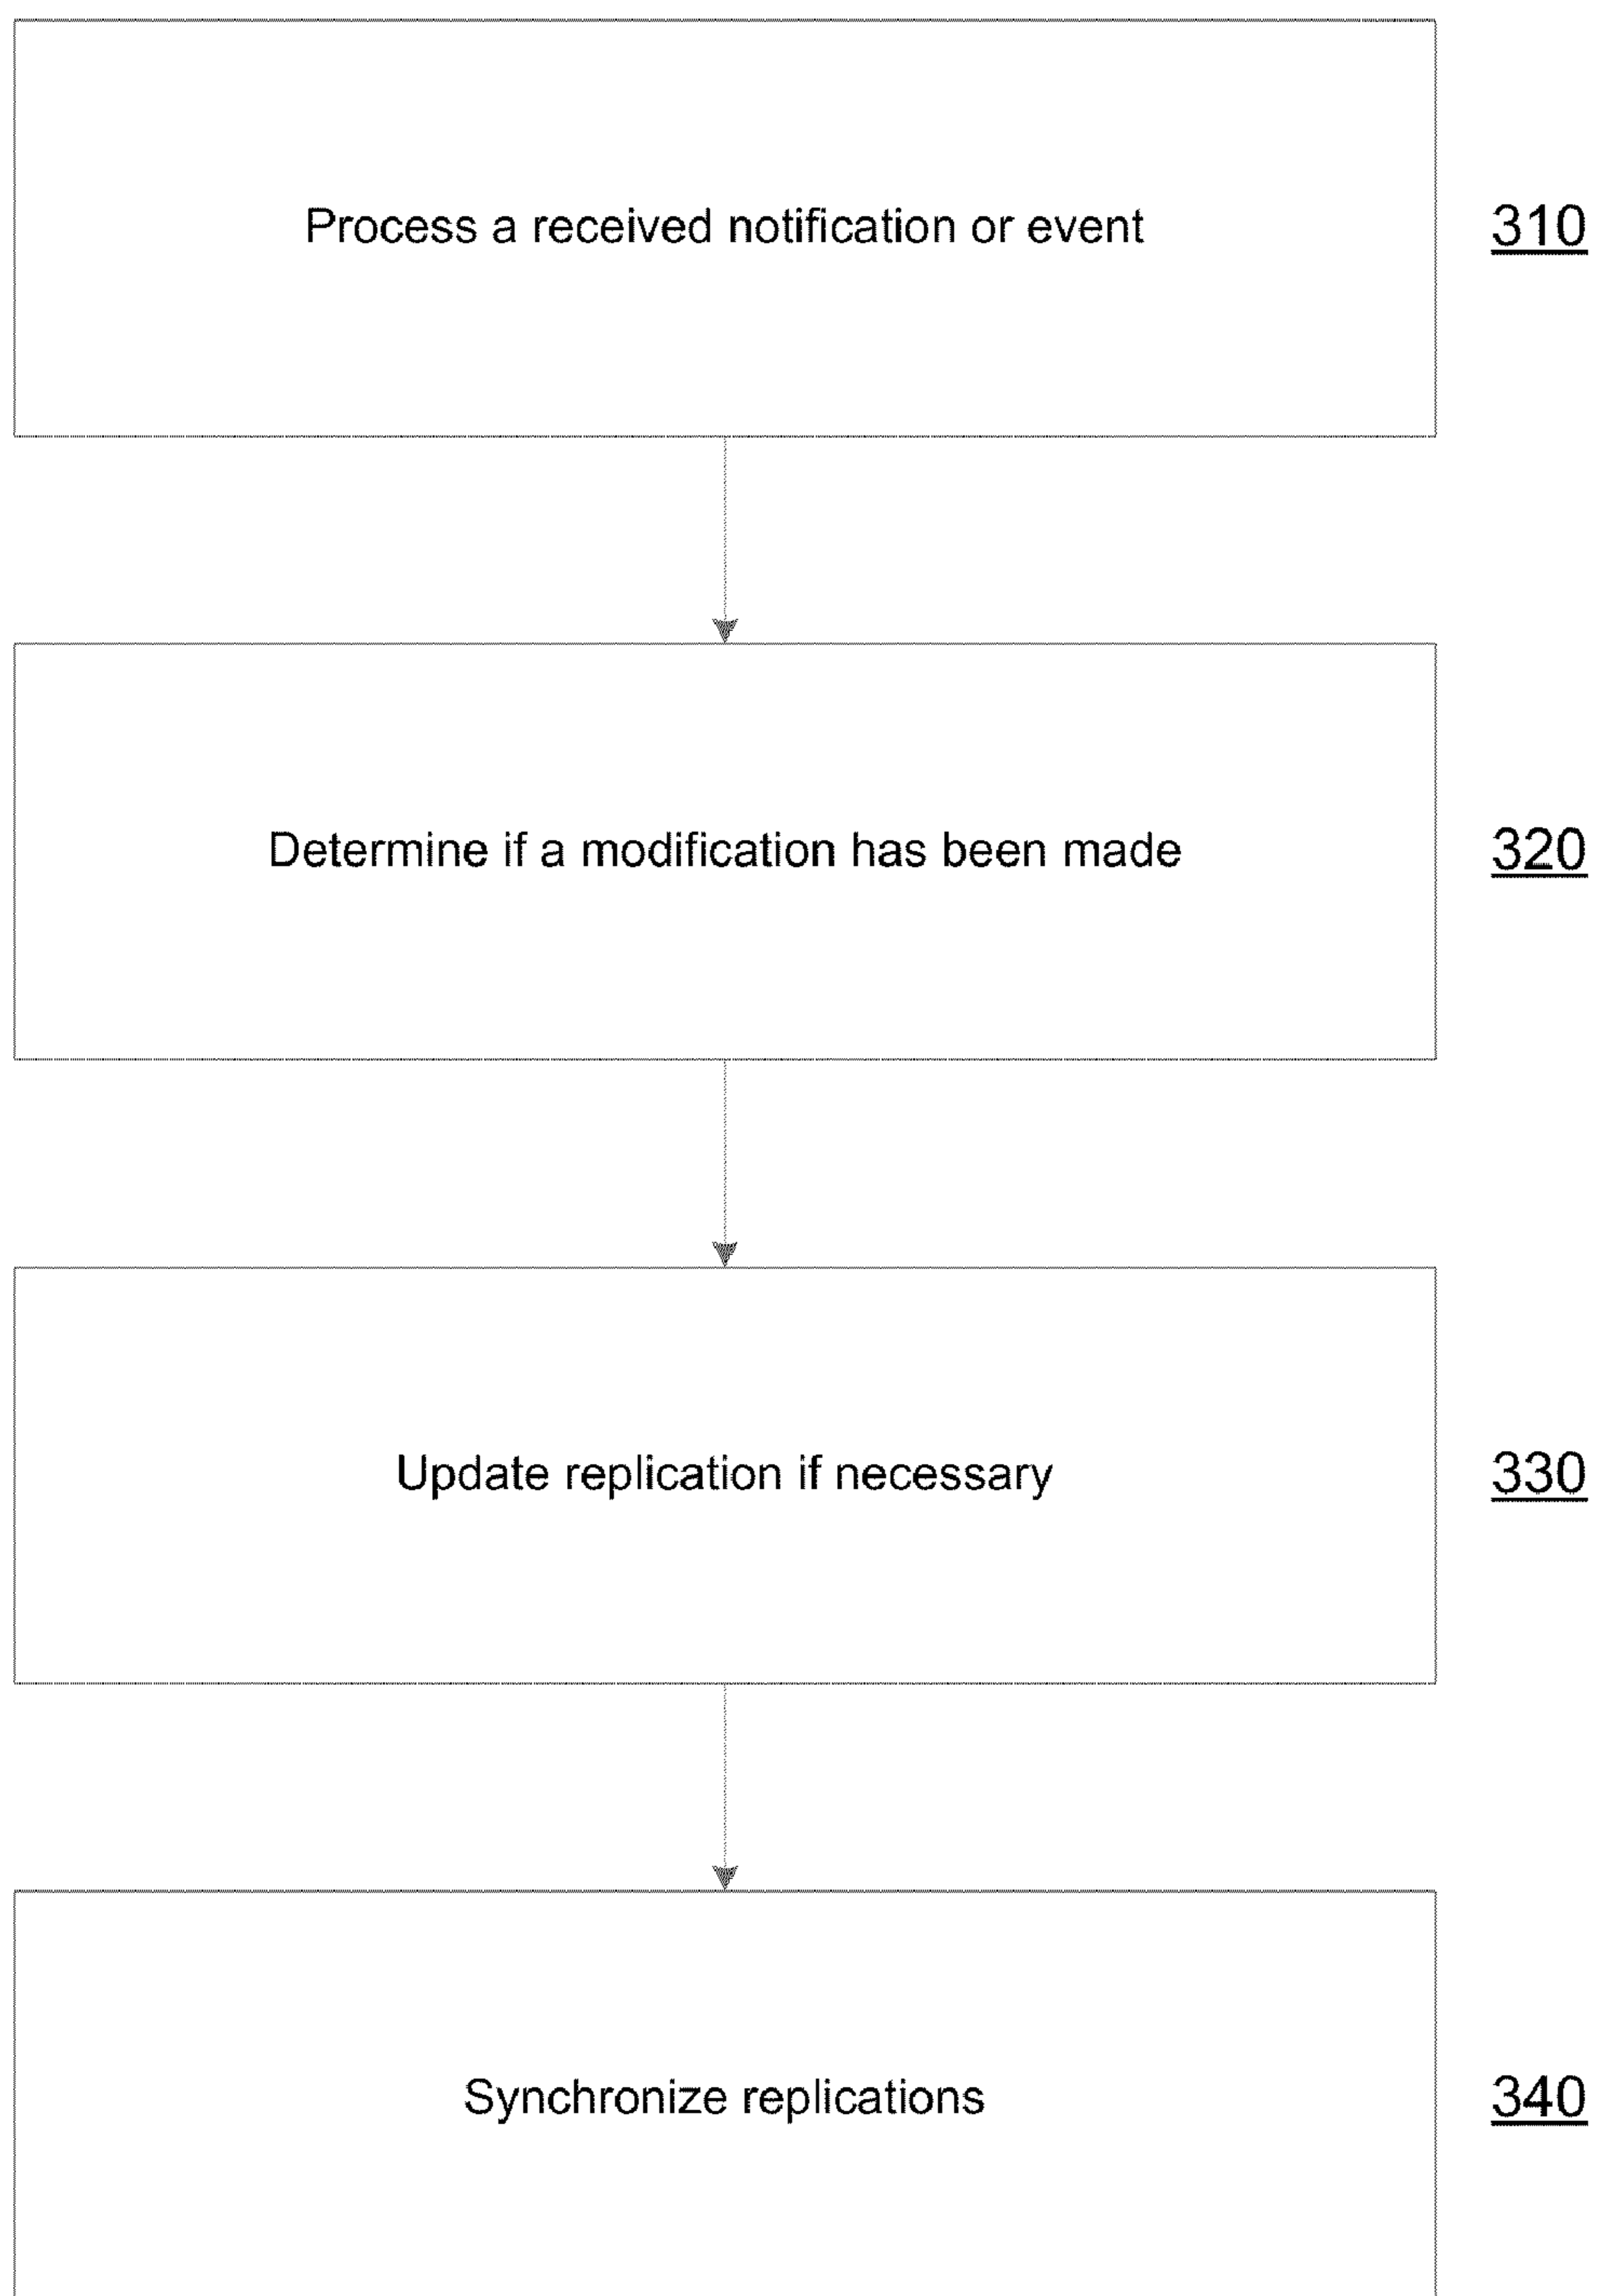 Process a received notification or event
310
Determine if a modification has been made
320
Update replication if necessary
330
Synchronize replications
340